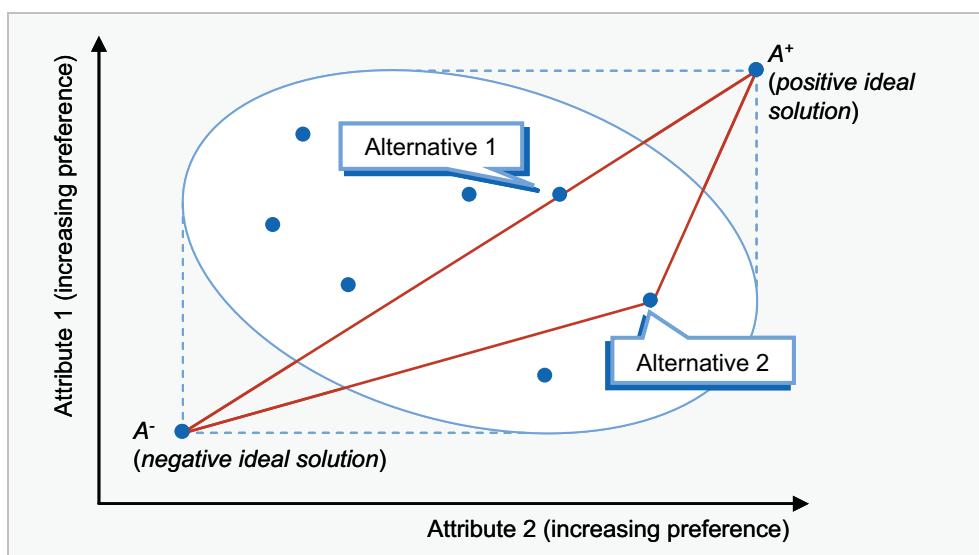 A+
(positive ideal
solution)
Alternative 1
Attribute 1 (increasing preference)
Alternative 2
A-
(negative ideal solution)
Attribute 2 (increasing preference)